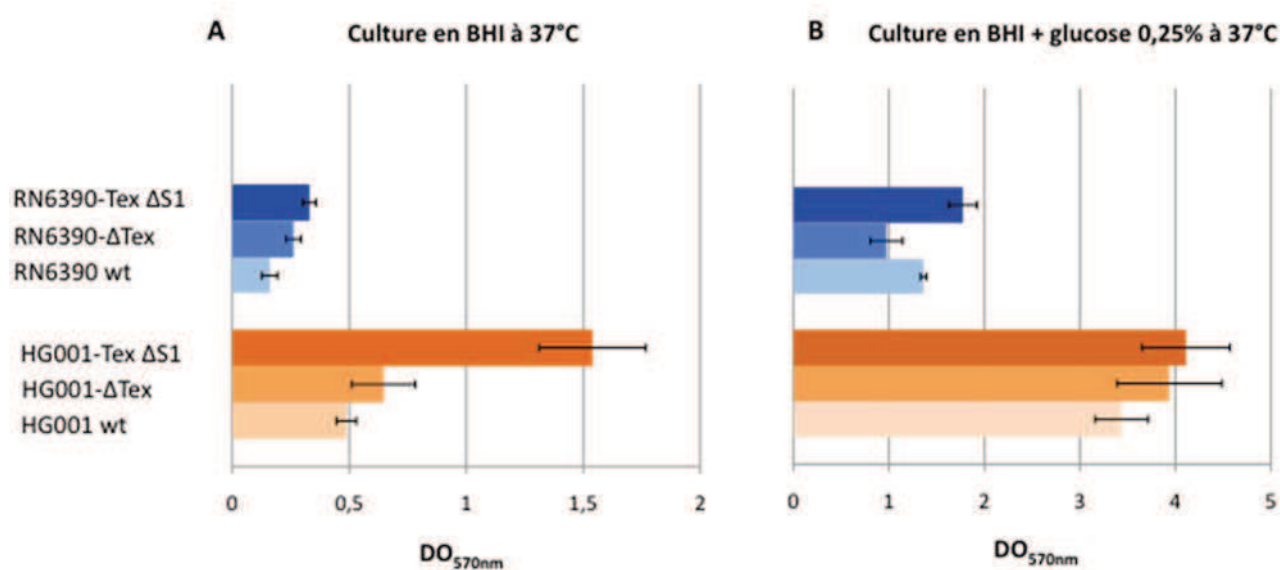 A Culture en BHI à 37°C
B Culture en BHI + glucose 0,25% à 37°C
RN6390-Tex ΔS1
RN6390-ΔTex
RN6390 wt
HG001-Tex ΔS1
HG001-ΔTex
HG001 wt
0 0,5 1 1,5 2
0 1 2 3 4 5
DO570nm
DO570nm